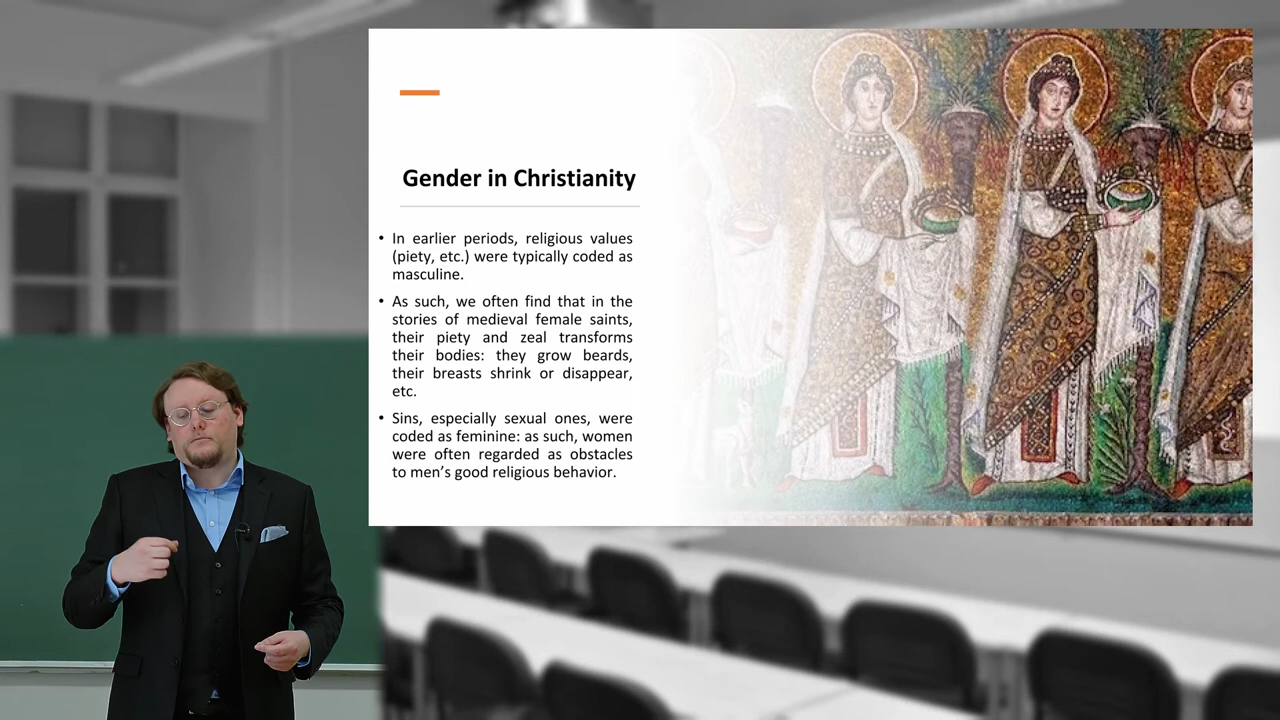 Gender in Christianity
• In earlier periods, religious values
(piety, etc.) were typically coded as
masculine.
• As such, we often find that in the
stories of medieval female saints,
their piety and zeal transforms
their bodies: they grow beards,
their breasts shrink or disappear,
etc.
• Sins, especially sexual ones, were
coded as feminine: as such, women
were often regarded as obstacles
to men’s good religious behavior.